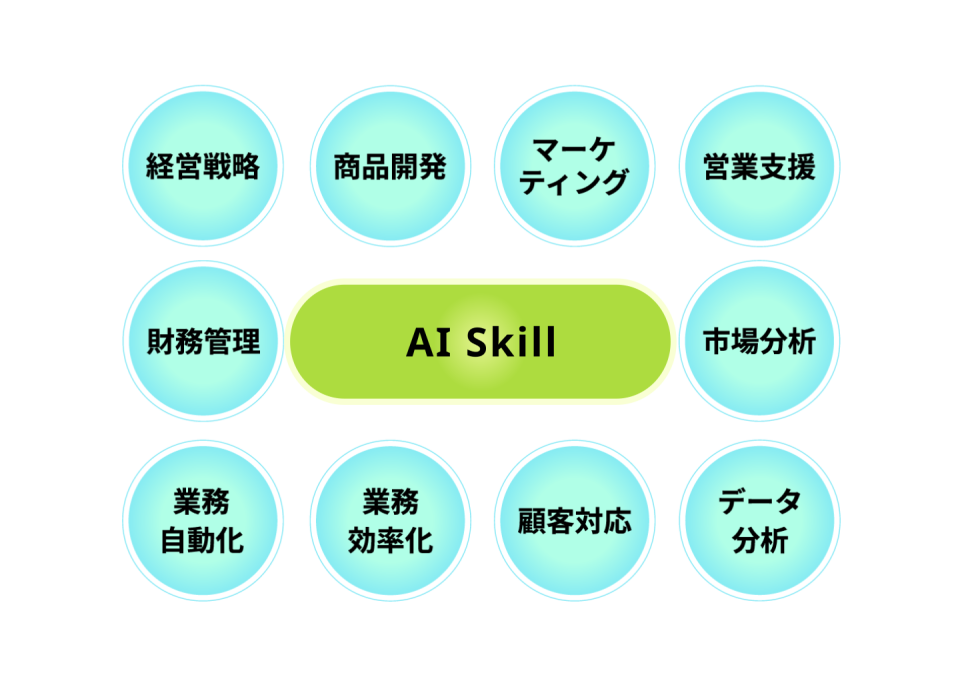 経営戦略
商品開発
マーケ
ティング
営業支援
財務管理
AI Skill
市場分析
業務
自動化
業務
効率化
顧客対応
データ
分析